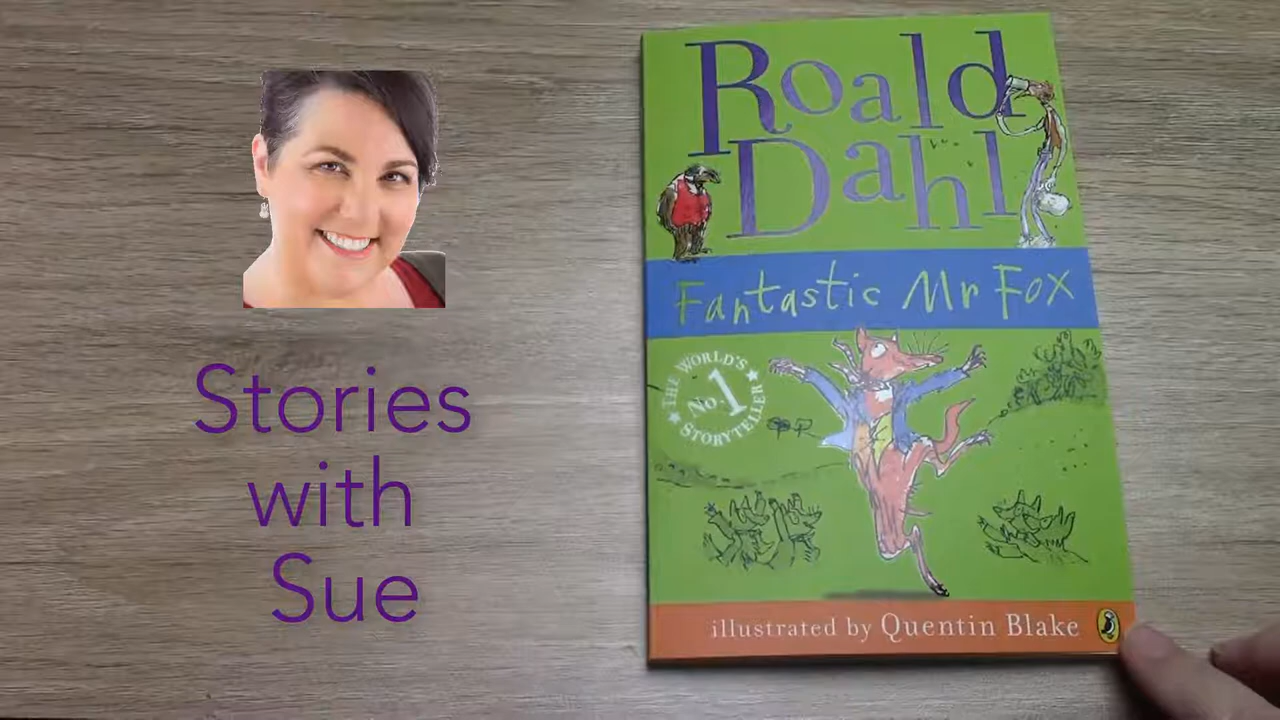 Stories
with
Sue
Roald
Dahl
Fantastic Mr Fox
THE WORLD'S
No. 1
STORYTELLER
illustrated by Quentin Blake